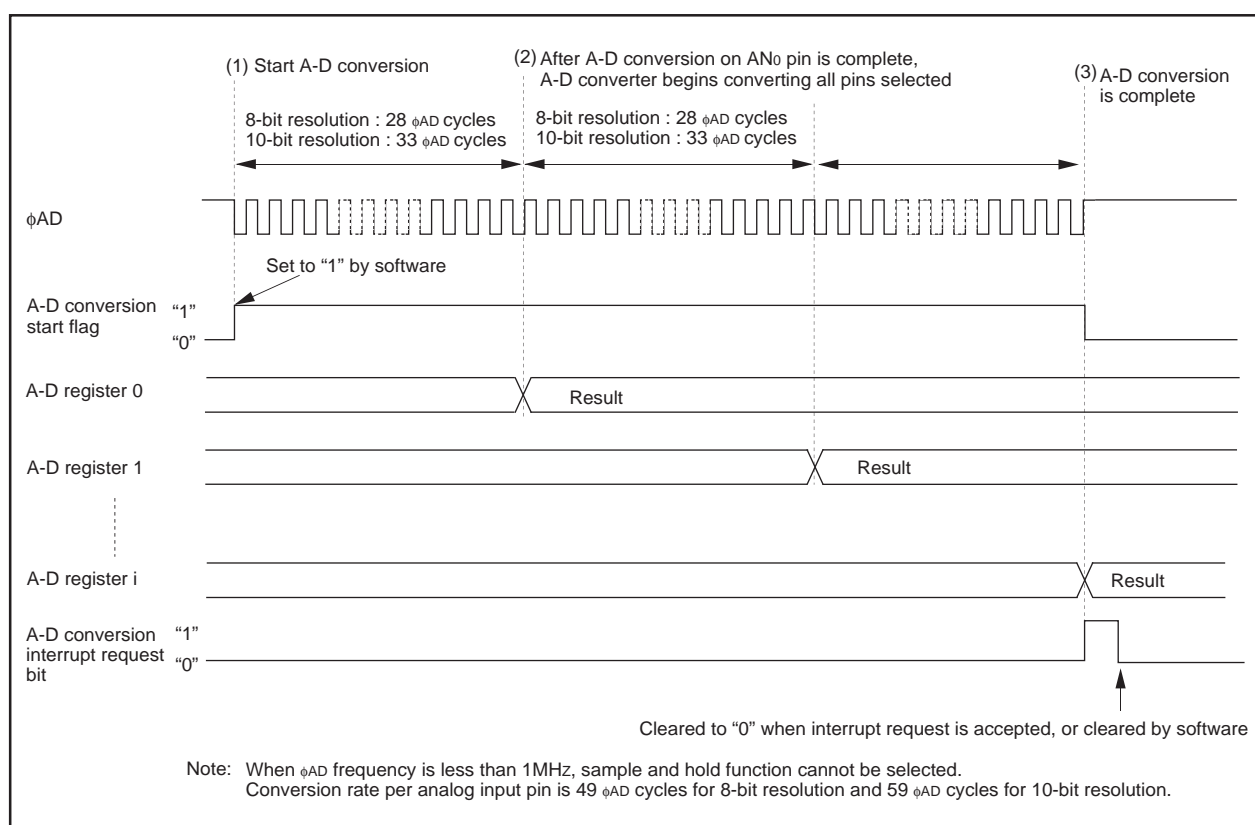 (1) Start A-D conversion
(2) After A-D conversion on AN0 pin is complete,
A-D converter begins converting all pins selected
(3) A-D conversion
is complete
8-bit resolution : 28 φAD cycles
10-bit resolution : 33 φAD cycles
8-bit resolution : 28 φAD cycles
10-bit resolution : 33 φAD cycles
φAD
Set to “1” by software
A-D conversion
start flag
“1”
“0”
A-D register 0
Result
A-D register 1
Result
A-D register i
Result
A-D conversion
interrupt request
bit
“1”
“0”
Cleared to “0” when interrupt request is accepted, or cleared by software
Note: When φAD frequency is less than 1MHZ, sample and hold function cannot be selected.
Conversion rate per analog input pin is 49 φAD cycles for 8-bit resolution and 59 φAD cycles for 10-bit resolution.